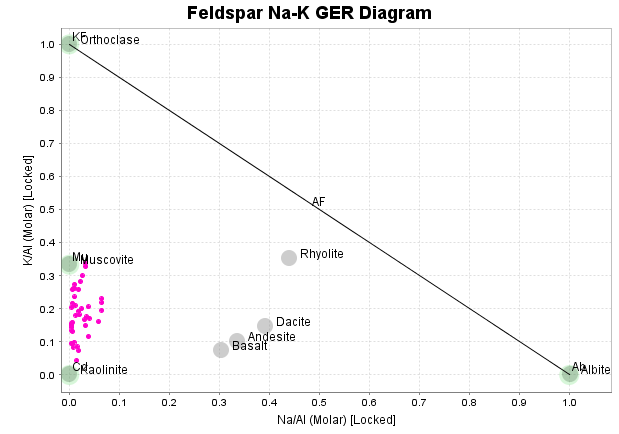 Feldspar Na-K GER Diagram
K/Al (Molar) [Locked]
1.0
0.9
0.8
0.7
0.6
0.5
0.4
0.3
0.2
0.1
0.0
KF
Orthoclase
AF
Rhyolite
Mu
Muscovite
Dacite
Andesite
Basalt
Kaolinite
Ab
Albite
0.0 0.1 0.2 0.3 0.4 0.5 0.6 0.7 0.8 0.9 1.0
Na/Al (Molar) [Locked]